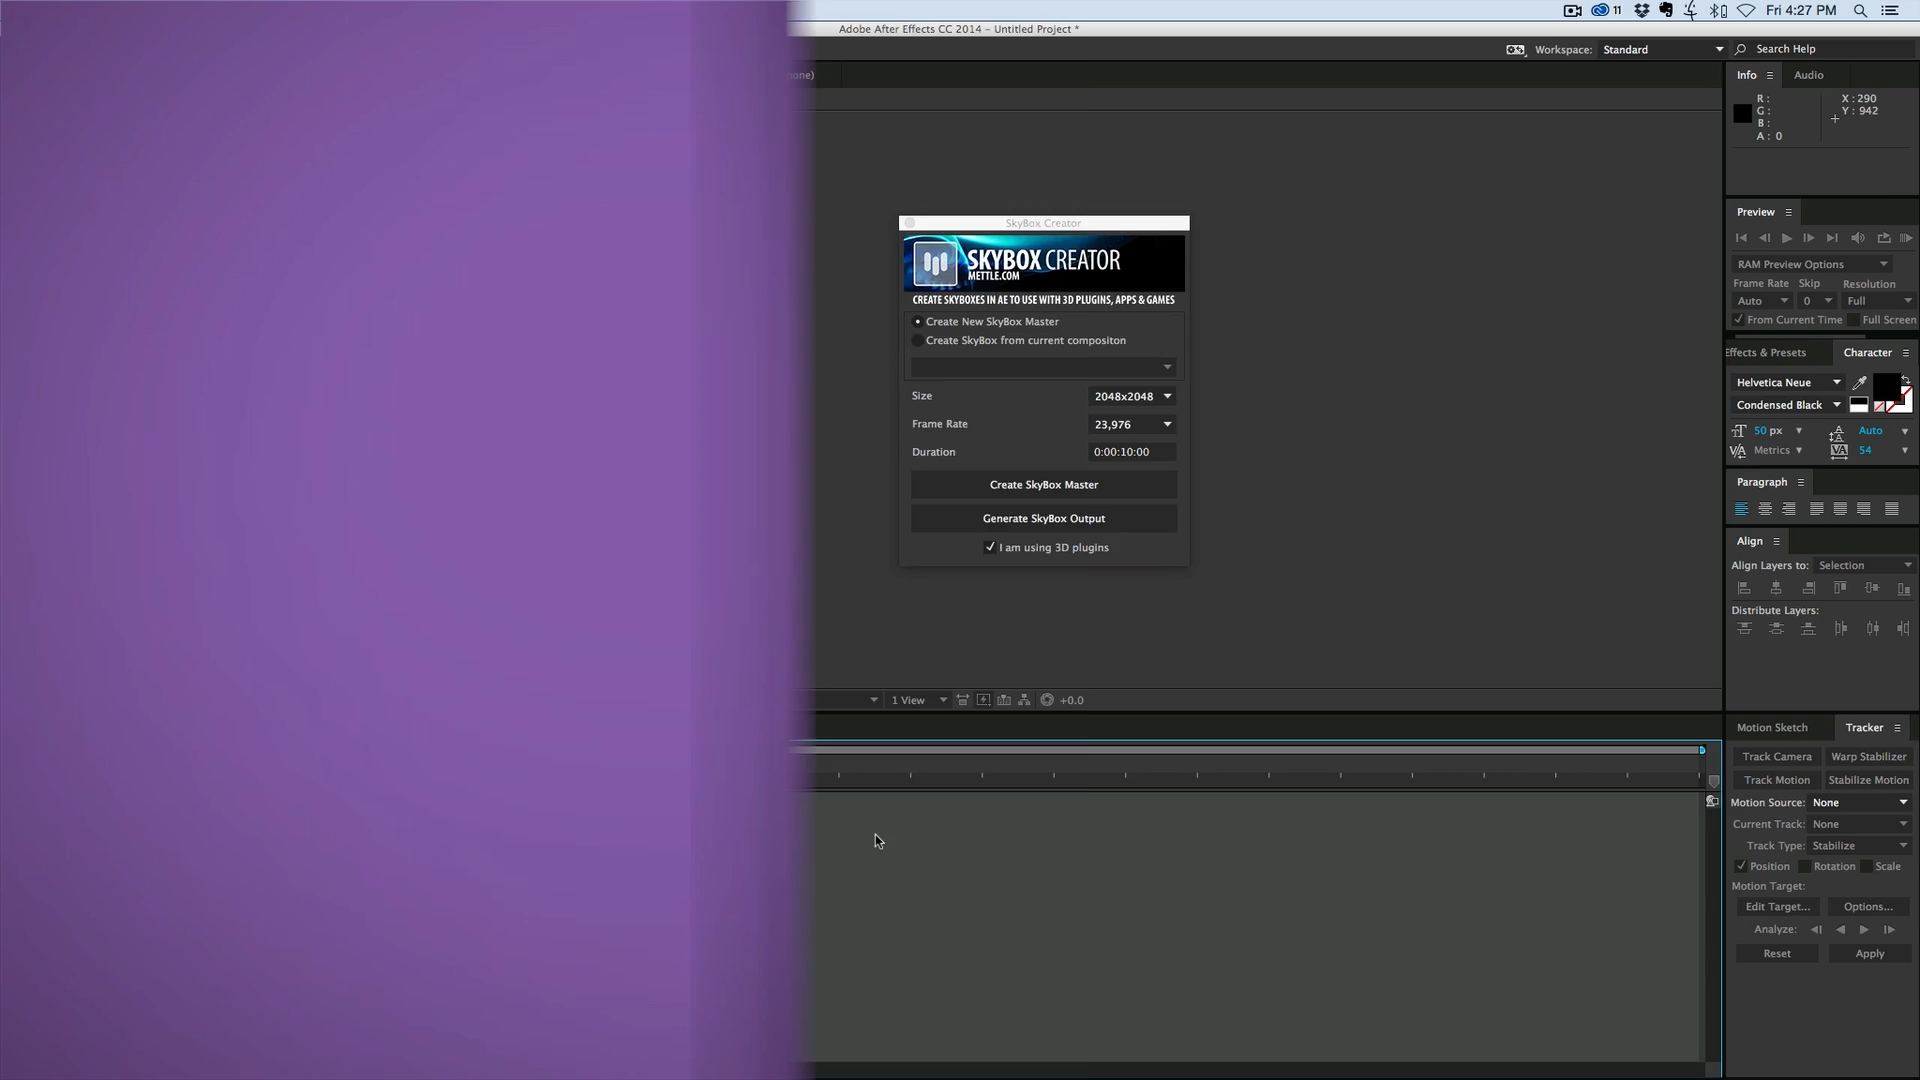 11 Fri 4:27 PM
Adobe After Effects CC 2014 - Untitled Project *
Workspace: Standard Search Help
none)
Info Audio
R :
G :
B :
A : 0
X : 290
Y : 942
SkyBox Creator
SKYBOX CREATOR
METTLE.COM
CREATE SKYBOXES IN AE TO USE WITH 3D PLUGINS, APPS & GAMES
Create New SkyBox Master
Create SkyBox from current compositon
Size 2048x2048
Frame Rate 23,976
Duration 0:00:10:00
Create SkyBox Master
Generate SkyBox Output
I am using 3D plugins
1 View +0.0
Preview
RAM Preview Options
Frame Rate Skip Resolution
Auto 0 Full
From Current Time Full Screen
Effects & Presets Character
Helvetica Neue
Condensed Black
50 px Auto
Metrics 54
Paragraph
Align
Align Layers to: Selection
Distribute Layers:
Motion Sketch Tracker
Track Camera Warp Stabilizer
Track Motion Stabilize Motion
Motion Source: None
Current Track: None
Track Type: Stabilize
Position Rotation Scale
Motion Target:
Edit Target... Options...
Analyze:
Reset Apply